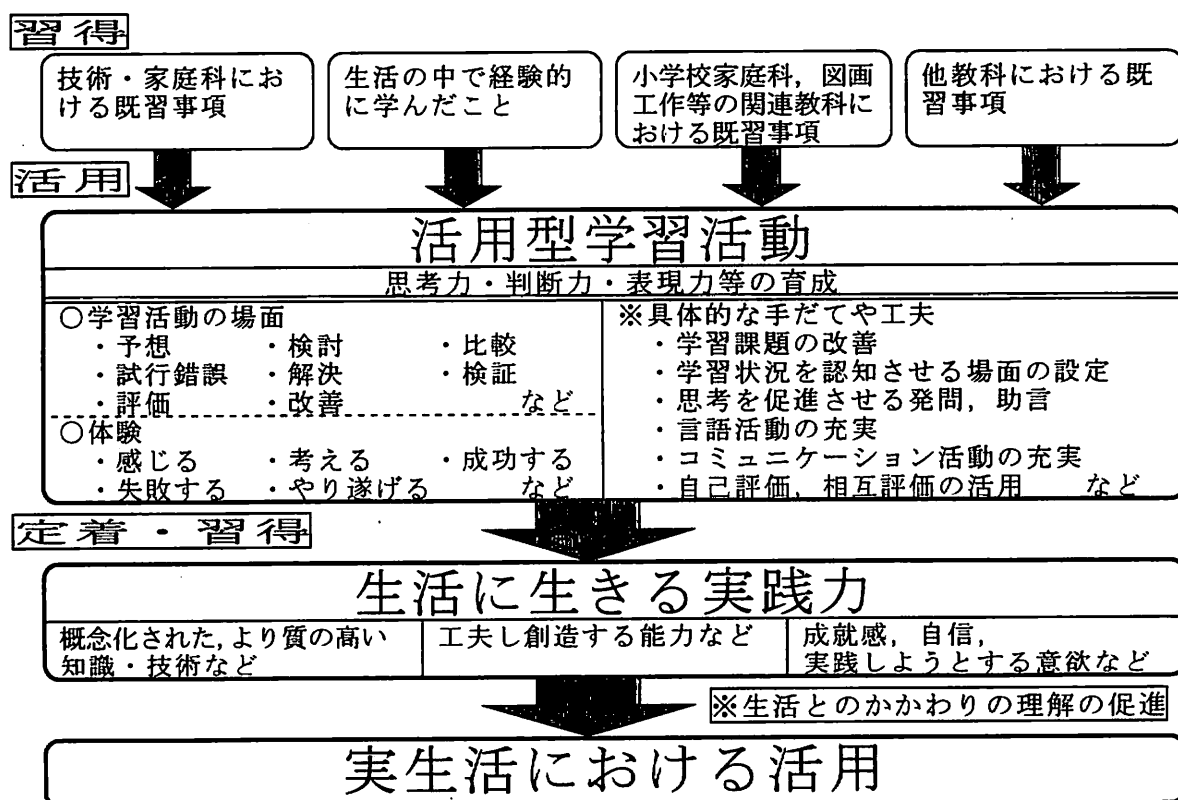 習得
技術・家庭科にお
ける既習事項
生活の中で経験的
に学んだこと
小学校家庭科，図画
工作等の関連教科に
おける既習事項
他教科における既
習事項
活用
活用型学習活動
思考力・判断力・表現力等の育成
○学習活動の場面
・予想 ・検討 ・比較
・試行錯誤 ・解決 ・検証
・評価 ・改善 など
○体験
・感じる ・考える ・成功する
・失敗する ・やり遂げる など
※具体的な手だてや工夫
・学習課題の改善
・学習状況を認知させる場面の設定
・思考を促進させる発問，助言
・言語活動の充実
・コミュニケーション活動の充実
・自己評価，相互評価の活用 など
定着・習得
生活に生きる実践力
概念化された，より質の高い
知識・技術など
工夫し創造する能力など
成就感，自信，
実践しようとする意欲など
※生活とのかかわりの理解の促進
実生活における活用